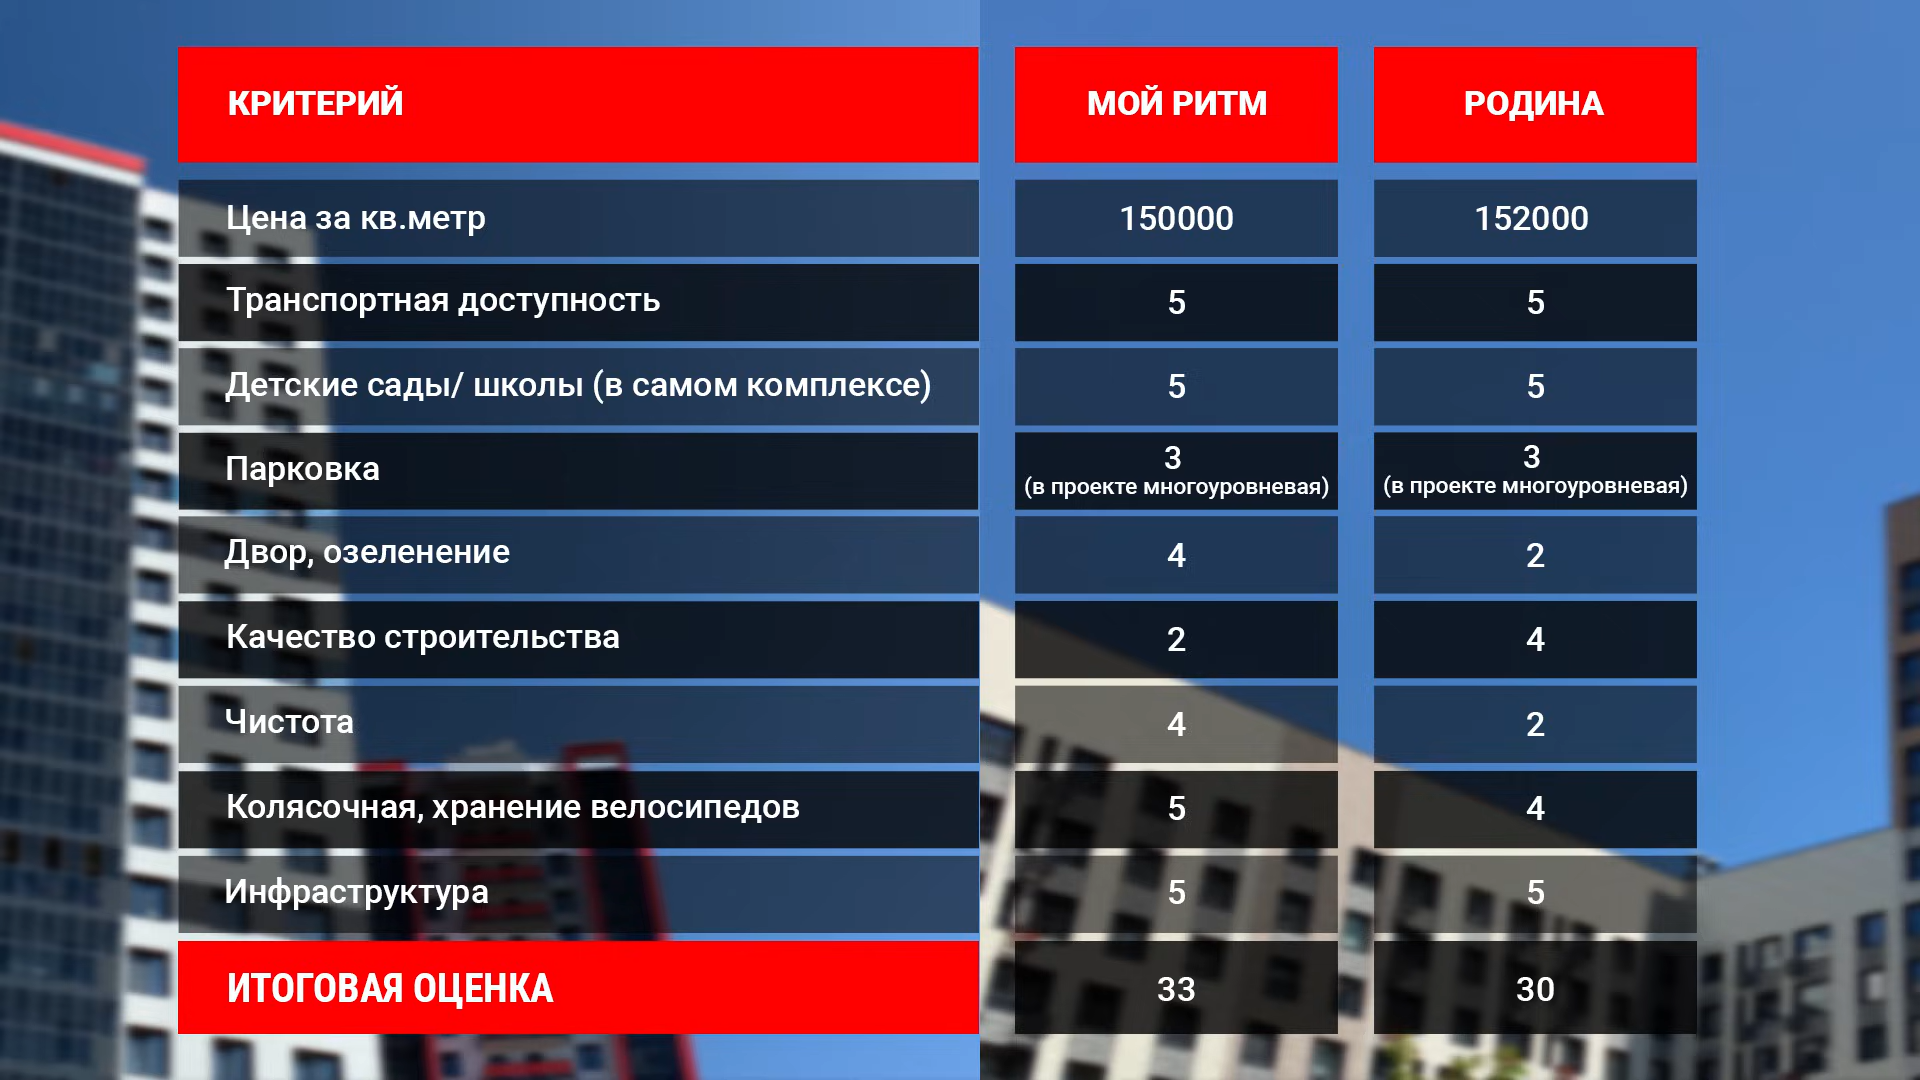 КРИТЕРИЙ МОЙ РИТМ РОДИНА
Цена за кв.метр 150000 152000
Транспортная доступность 5 5
Детские сады/ школы (в самом комплексе) 5 5
Парковка 3 3
(в проекте многоуровневая) (в проекте многоуровневая)
Двор, озеленение 4 2
Качество строительства 2 4
Чистота 4 2
Колясочная, хранение велосипедов 5 4
Инфраструктура 5 5
ИТОГОВАЯ ОЦЕНКА 33 30